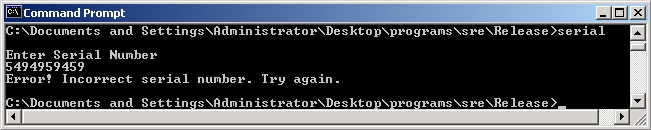 Command Prompt
C:\Documents and Settings\Administrator\Desktop\programs\sre\Release>serial
Enter Serial Number
5494959459
Error! Incorrect serial number. Try again.
C:\Documents and Settings\Administrator\Desktop\programs\sre\Release>_